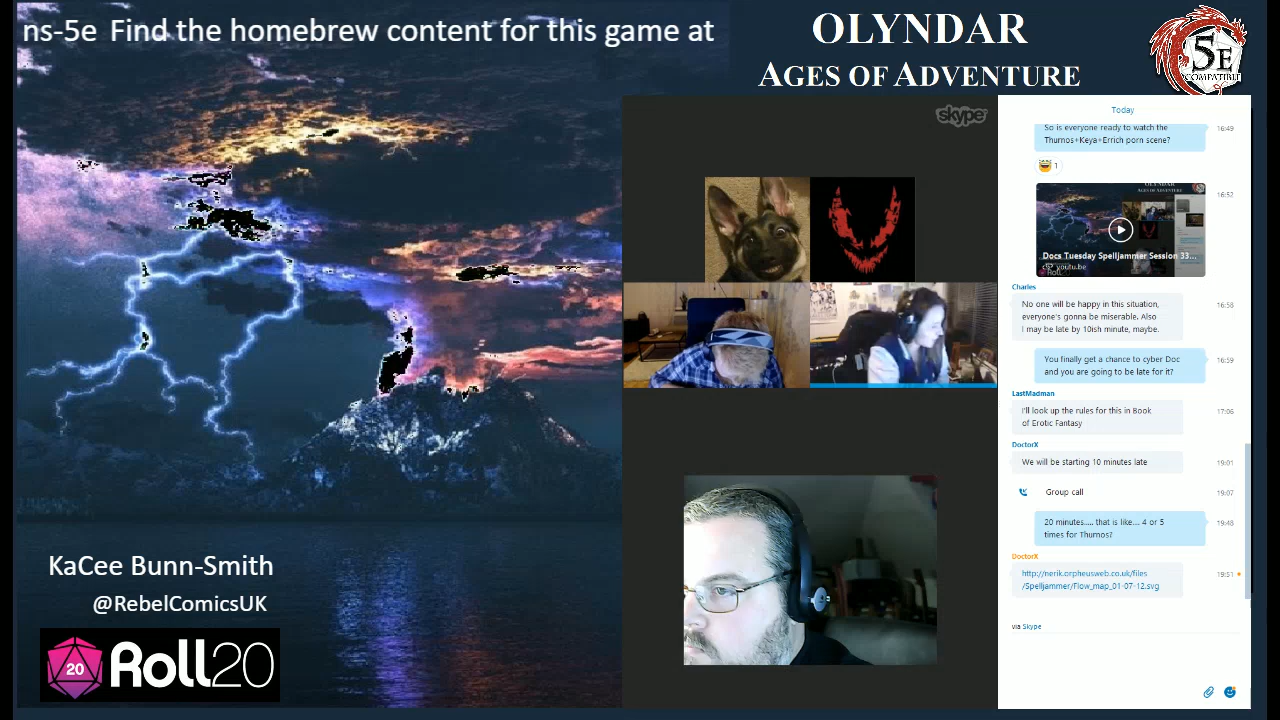 ns-5e Find the homebrew content for this game at
OLYNDAR
AGES OF ADVENTURE
5E
COMPATIBLE
skype
Today
So is everyone ready to watch the
Thurnos+Keya+Errich porn scene?
16:49
1
OLYNDAR
AGES OF ADVENTURE
16:52
Docs Tuesday Spelljammer Session 33...
youtu.be
Charles
No one will be happy in this situation,
everyone's gonna be miserable. Also
I may be late by 10ish minute, maybe.
16:58
You finally get a chance to cyber Doc
and you are going to be late for it?
16:59
LastMadman
I'll look up the rules for this in Book
of Erotic Fantasy
17:06
DoctorX
We will be starting 10 minutes late
19:01
Group call
19:07
20 minutes..... that is like.... 4 or 5
times for Thurnos?
19:48
DoctorX
http://nerik.orpheusweb.co.uk/files
/Spelljammer/Flow_map_01-07-12.svg
19:51
via Skype
KaCee Bunn-Smith
@RebelComicsUK
20
Roll20